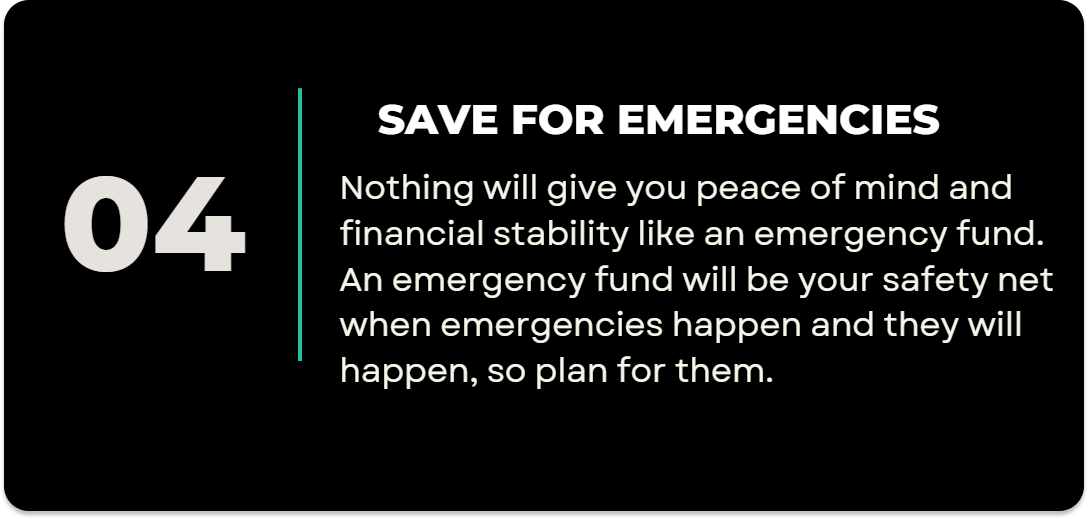 04
SAVE FOR EMERGENCIES
Nothing will give you peace of mind and
financial stability like an emergency fund.
An emergency fund will be your safety net
when emergencies happen and they will
happen, so plan for them.